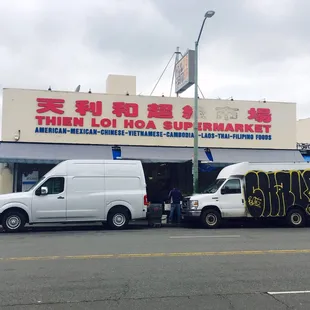 天利和超級市場
THIEN LOI HOA SUPERMARKET
AMERICAN-MEXICAN-CHINESE-VIETNAMESE-CAMBODIA-LAOS-THAI-FILIPINO FOODS